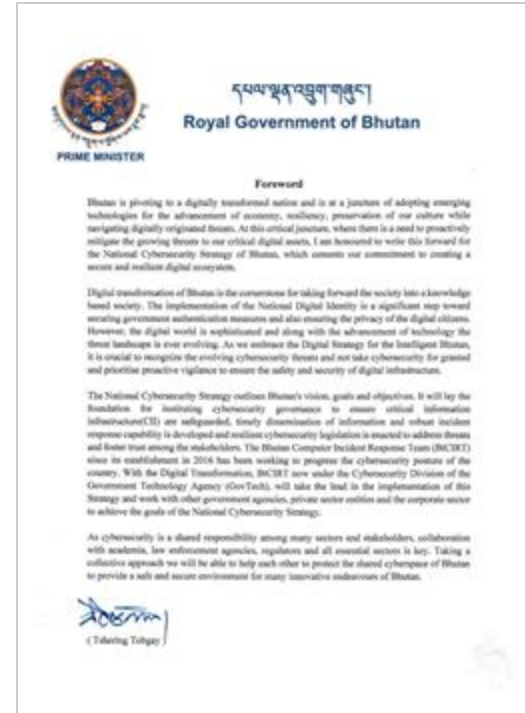 དཔལ་ལྡན་འབྲུག་གཞུང་།
Royal Government of Bhutan
PRIME MINISTER
Foreword
Bhutan is pivoting to a digitally transformed nation and is at a juncture of adopting emerging
technologies for the advancement of economy, resiliency, preservation of our culture while
navigating digitally originated threats. At this critical juncture, where there is a need to proactively
mitigate the growing threats to our critical digital assets, I am honoured to write this forward for
the National Cybersecurity Strategy of Bhutan, which cements our commitment to creating a
secure and resilient digital ecosystem.
Digital transformation of Bhutan is the cornerstone for taking forward the society into a knowledge
based society. The implementation of the National Digital Identity is a significant step toward
securing government authentication measures and also ensuring the privacy of the digital citizens.
However, the digital world is sophisticated and along with the advancement of technology the
threat landscape is ever evolving. As we embrace the Digital Strategy for the Intelligent Bhutan,
it is crucial to recognize the evolving cybersecurity threats and not take cybersecurity for granted
and prioritise proactive vigilance to ensure the safety and security of digital infrastructure.
The National Cybersecurity Strategy outlines Bhutan's vision, goals and objectives. It will lay the
foundation for instituting cybersecurity governance to ensure critical information
infrastructure(CII) are safeguarded, timely dissemination of information and robust incident
response capability is developed and resilient cybersecurity legislation is enacted to address threats
and foster trust among the stakeholders. The Bhutan Computer Incident Response Team (BtCIRT)
since its establishment in 2016 has been working to progress the cybersecurity posture of the
country. With the Digital Transformation, BtCIRT now under the Cybersecurity Division of the
Government Technology Agency (GovTech), will take the lead in the implementation of this
Strategy and work with other government agencies, private sector entities and the corporate sector
to achieve the goals of the National Cybersecurity Strategy.
As cybersecurity is a shared responsibility among many sectors and stakeholders, collaboration
with academia, law enforcement agencies, regulators and all essential sectors is key. Taking a
collective approach we will be able to help each other to protect the shared cyberspace of Bhutan
to provide a safe and secure environment for many innovative endeavours of Bhutan.
( Tshering Tobgay )